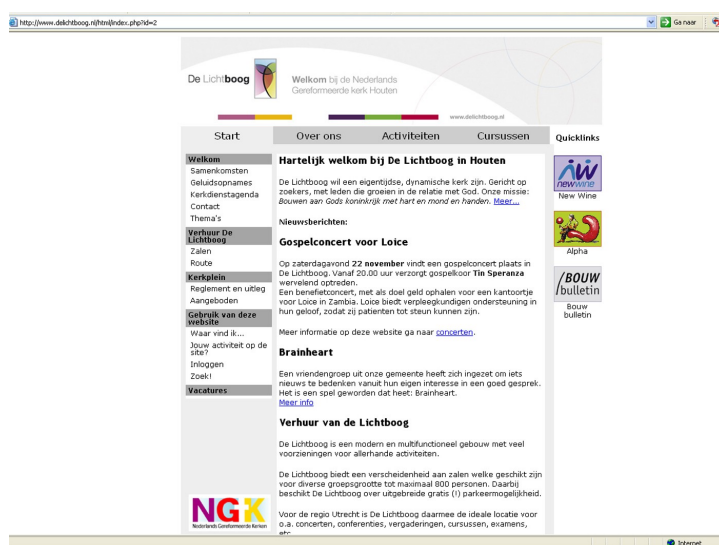 http://www.delichtboog.nl/html/index.php?id=2
Ga naar
De Lichtboog
Welkom bij de Nederlands
Gereformeerde kerk Houten
www.delichtboog.nl
Start
Over ons
Activiteiten
Cursussen
Quicklinks
Welkom
Samenkomsten
Geluidsopnames
Kerkdienstagenda
Contact
Thema's
Verhuur De
Lichtboog
Zalen
Route
Kerkplein
Reglement en uitleg
Aangeboden
Gebruik van deze
website
Waar vind ik...
Jouw activiteit op de
site?
Inloggen
Zoek!
Vacatures
NGK
Nederlands Gereformeerde Kerken
Hartelijk welkom bij De Lichtboog in Houten
De Lichtboog wil een eigentijdse, dynamische kerk zijn. Gericht op
zoekers, met leden die groeien in de relatie met God. Onze missie:
Bouwen aan Gods koninkrijk met hart en mond en handen. Meer...
Nieuwsberichten:
Gospelconcert voor Loice
Op zaterdagavond 22 november vindt een gospelconcert plaats in
De Lichtboog. Vanaf 20.00 uur verzorgt gospelkoor Tin Speranza
wervelend optreden.
Een benefietconcert, met als doel geld ophalen voor een kantoortje
voor Loice in Zambia. Loice biedt verpleegkundigen ondersteuning in
hun geloof, zodat zij patienten tot steun kunnen zijn.
Meer informatie op deze website ga naar concerten.
Brainheart
Een vriendengroep uit onze gemeente heeft zich ingezet om iets
nieuws te bedenken vanuit hun eigen interesse in een goed gesprek.
Het is een spel geworden dat heet: Brainheart.
Meer info
Verhuur van de Lichtboog
De Lichtboog is een modern en multifunctioneel gebouw met veel
voorzieningen voor allerhande activiteiten.
De Lichtboog biedt een verscheidenheid aan zalen welke geschikt zijn
voor diverse groepsgrootte tot maximaal 800 personen. Daarbij
beschikt De Lichtboog over uitgebreide gratis (!) parkeermogelijkheid.
Voor de regio Utrecht is De Lichtboog daarmee de ideale locatie voor
o.a. concerten, conferenties, vergaderingen, cursussen, examens,
etc.
newwine
New Wine
Alpha
/BOUW
/bulletin
Bouw
bulletin
Internet